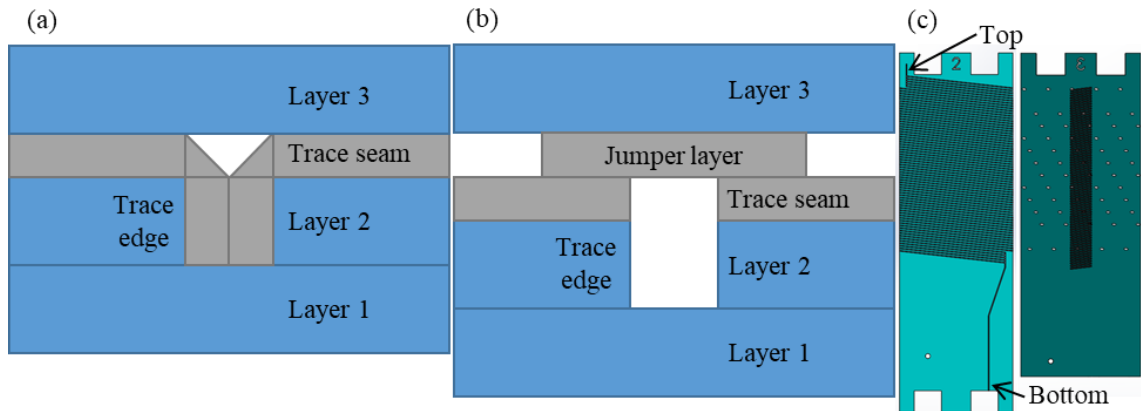 (a)
Layer 3
Trace seam
Trace
edge
Layer 2
Layer 1
(b)
Layer 3
Jumper layer
Trace seam
Trace
edge
Layer 2
Layer 1
(c)
Top
2
Bottom